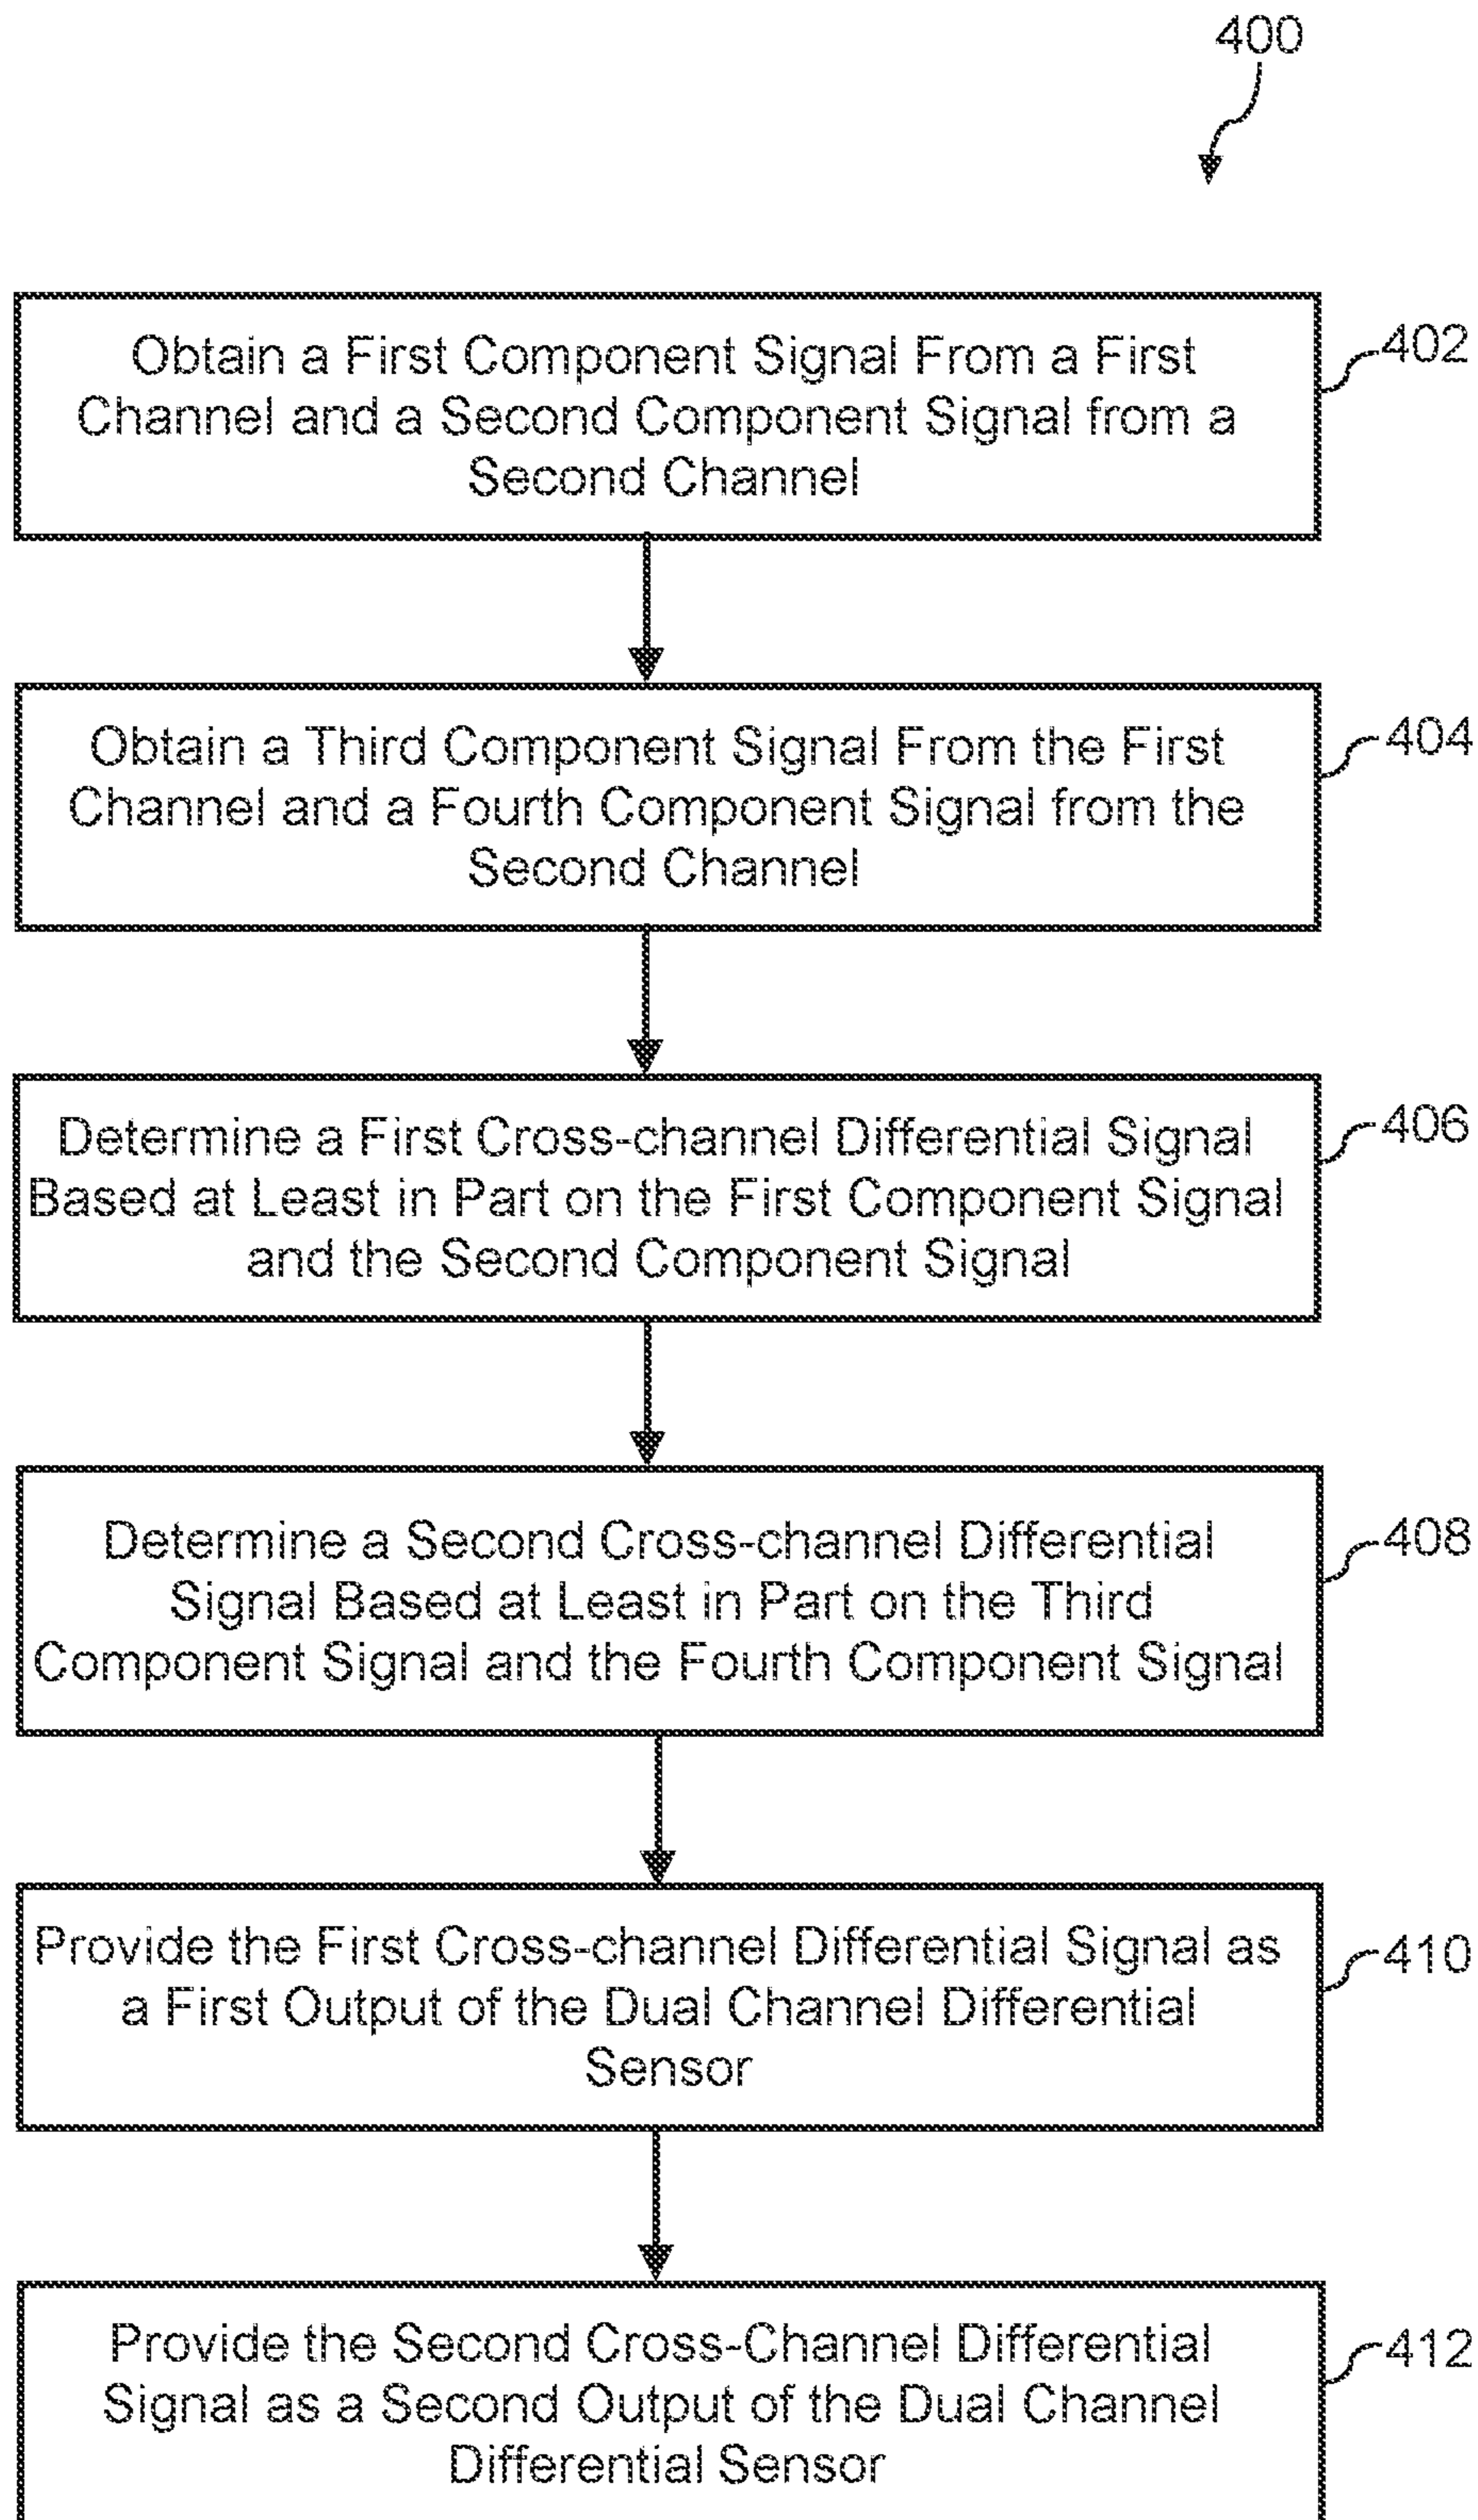 400
Obtain a First Component Signal From a First
Channel and a Second Component Signal from a
Second Channel
402
Obtain a Third Component Signal From the First
Channel and a Fourth Component Signal from the
Second Channel
404
Determine a First Cross-channel Differential Signal
Based at Least in Part on the First Component Signal
and the Second Component Signal
406
Determine a Second Cross-channel Differential
Signal Based at Least in Part on the Third
Component Signal and the Fourth Component Signal
408
Provide the First Cross-channel Differential Signal as
a First Output of the Dual Channel Differential
Sensor
410
Provide the Second Cross-Channel Differential
Signal as a Second Output of the Dual Channel
Differential Sensor
412